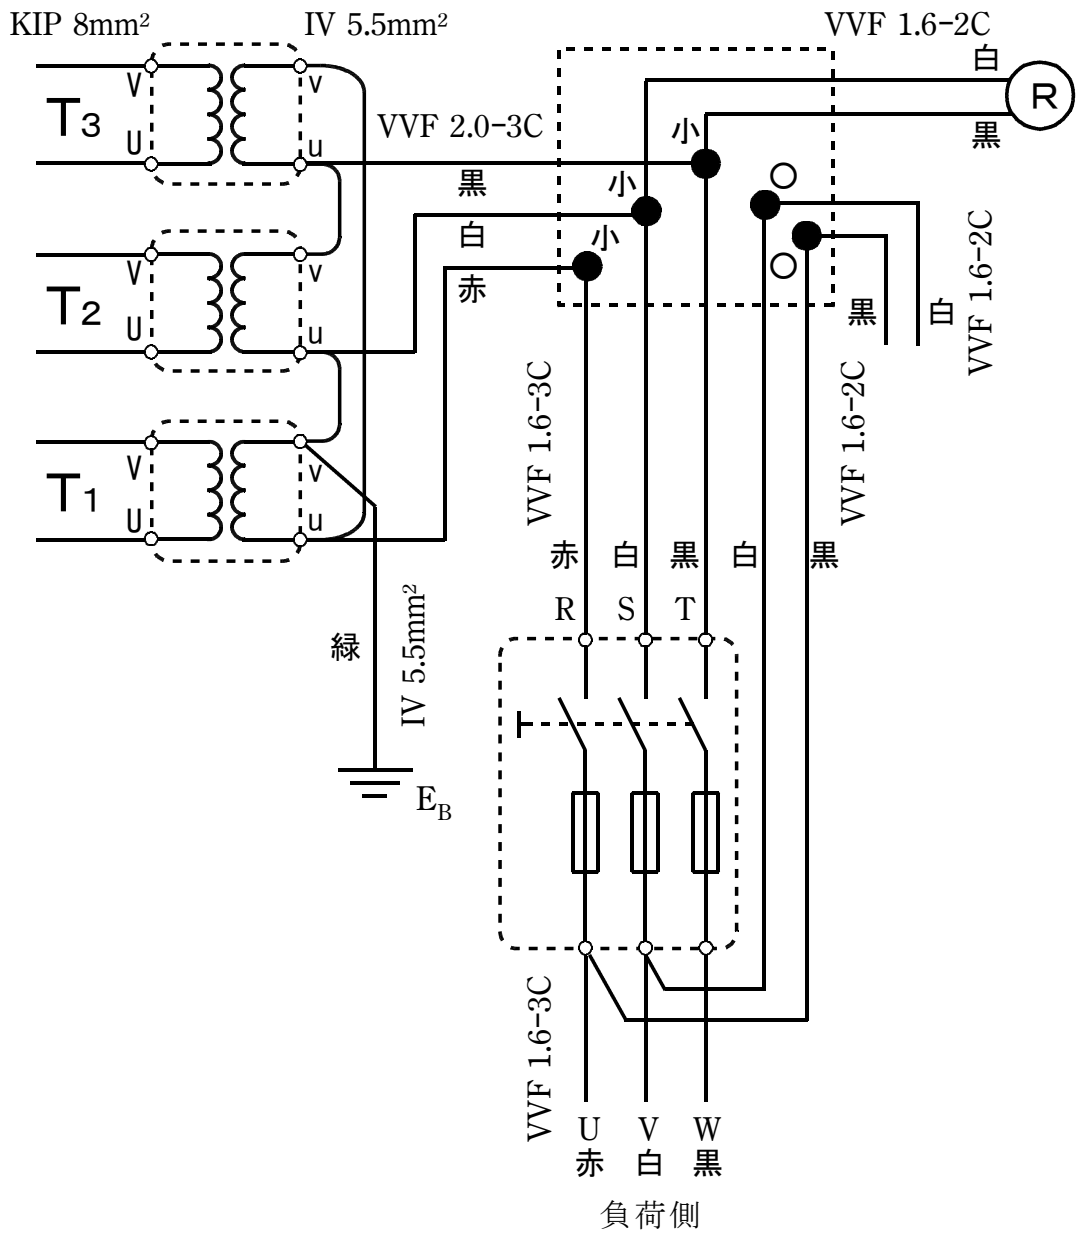 KIP 8mm²
IV 5.5mm²
VVF 1.6-2C
白
R
黒
V
v
T3
VVF 2.0-3C
小
U
u
黒
小
白
小
V
v
赤
T2
U
u
黒
白
VVF 1.6-2C
VVF 1.6-3C
VVF 1.6-2C
V
v
T1
U
u
赤
白
黒
白
黒
R
S
T
緑
IV 5.5mm²
EB
VVF 1.6-3C
U
V
W
赤
白
黒
負荷側